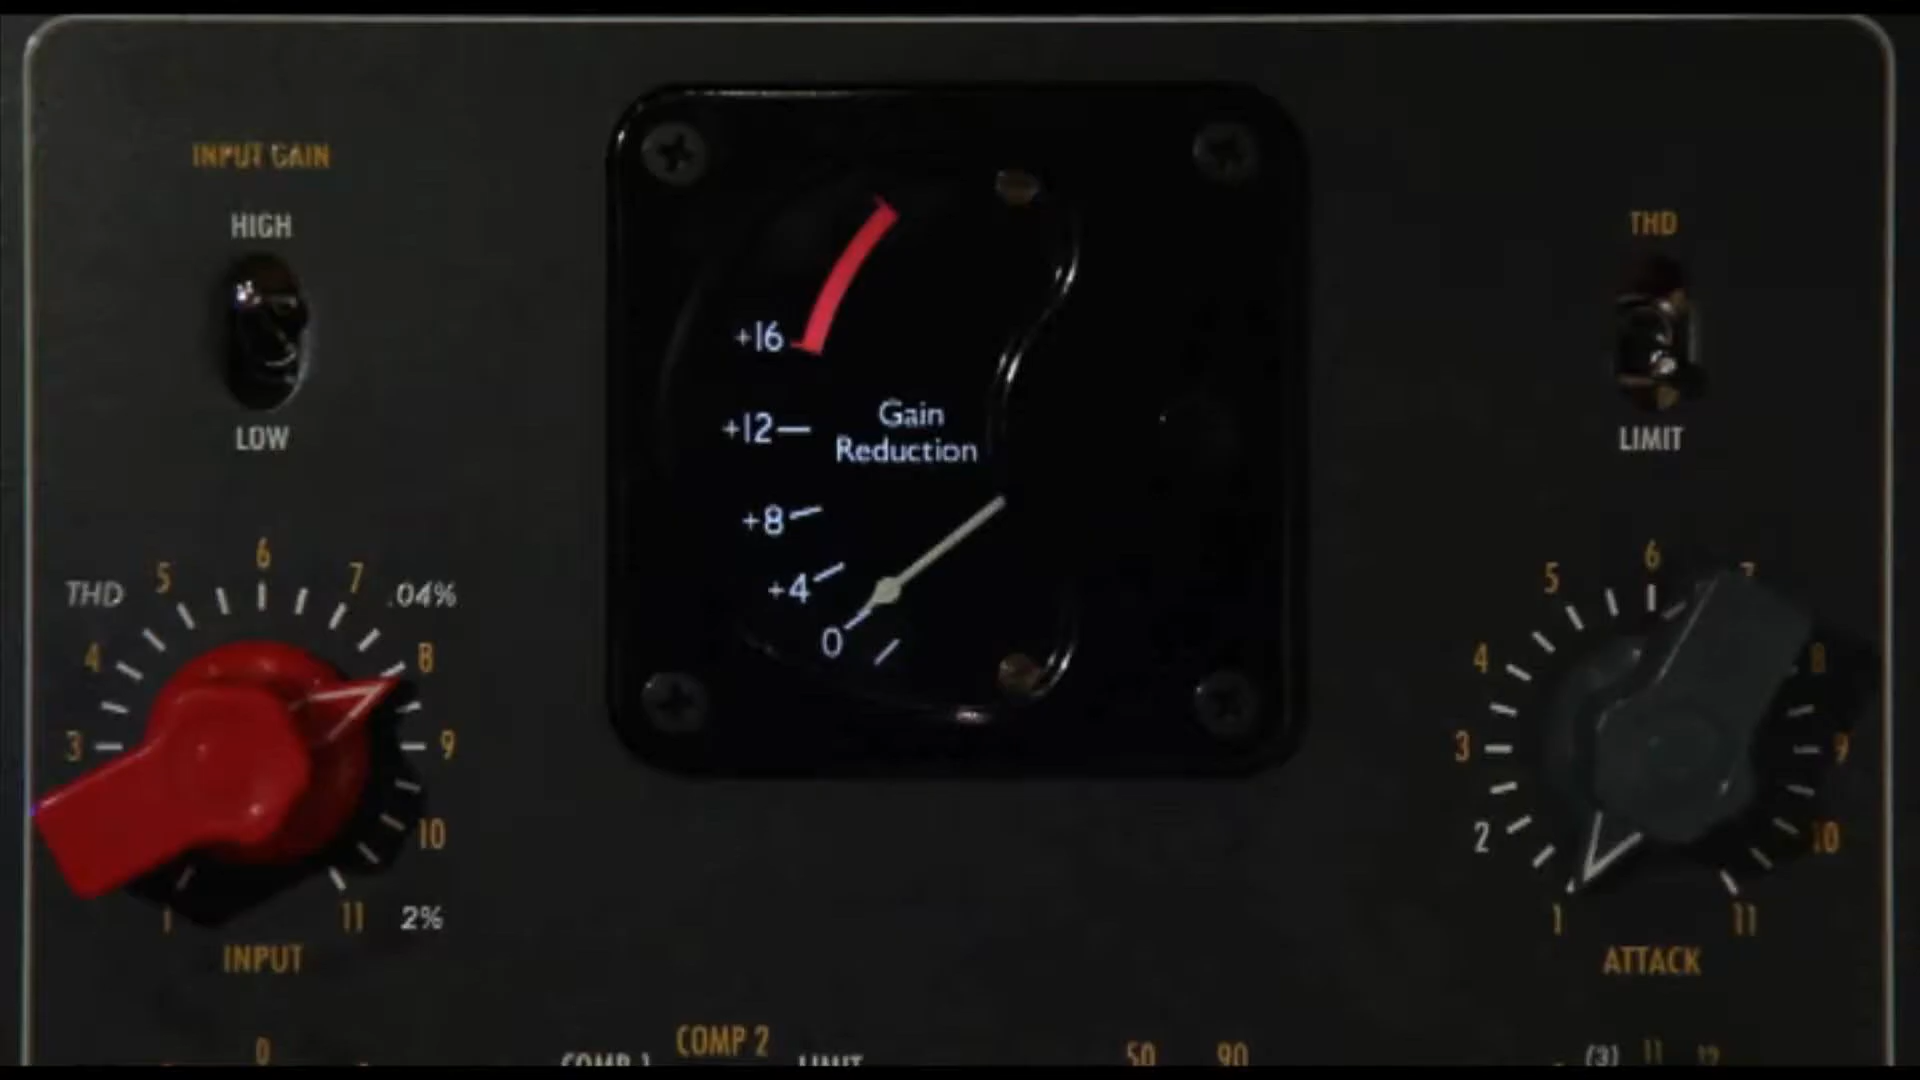 INPUT GAIN
HIGH
LOW
THD
5
6
7
.04%
4
8
3
9
10
1
11
2%
INPUT
0
+16
+12
Gain
Reduction
+8
+4
0
COMP 2
COMP 1
LIMIT
50
90
THD
LIMIT
5
6
7
4
8
3
9
2
10
1
11
ATTACK
(3)
11
12